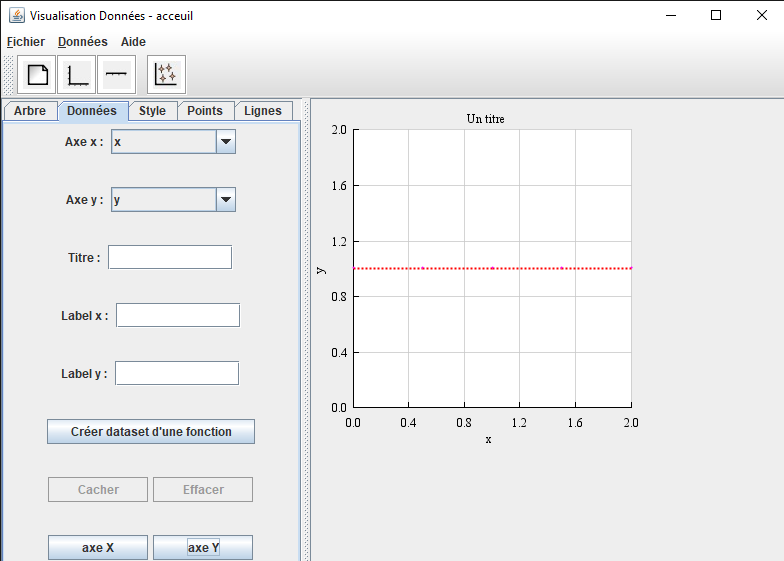 Visualisation Données - acceuil
Fichier Données Aide
Arbre Données Style Points Lignes
Axe x : x
Axe y : y
Titre :
Label x :
Label y :
Créer dataset d'une fonction
Cacher Effacer
axe X axe Y
Un titre
2.0
1.6
1.2
y
0.8
0.4
0.0
0.0 0.4 0.8 1.2 1.6 2.0
x